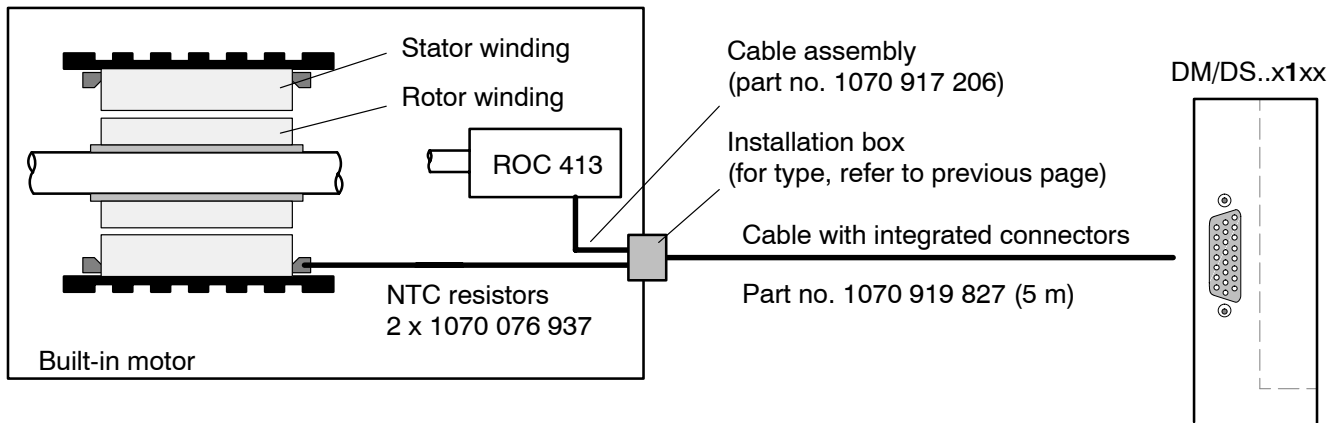 Stator winding
Rotor winding
ROC 413
NTC resistors
2 x 1070 076 937
Built-in motor
Cable assembly
(part no. 1070 917 206)
Installation box
(for type, refer to previous page)
Cable with integrated connectors
Part no. 1070 919 827 (5 m)
DM/DS..x1xx